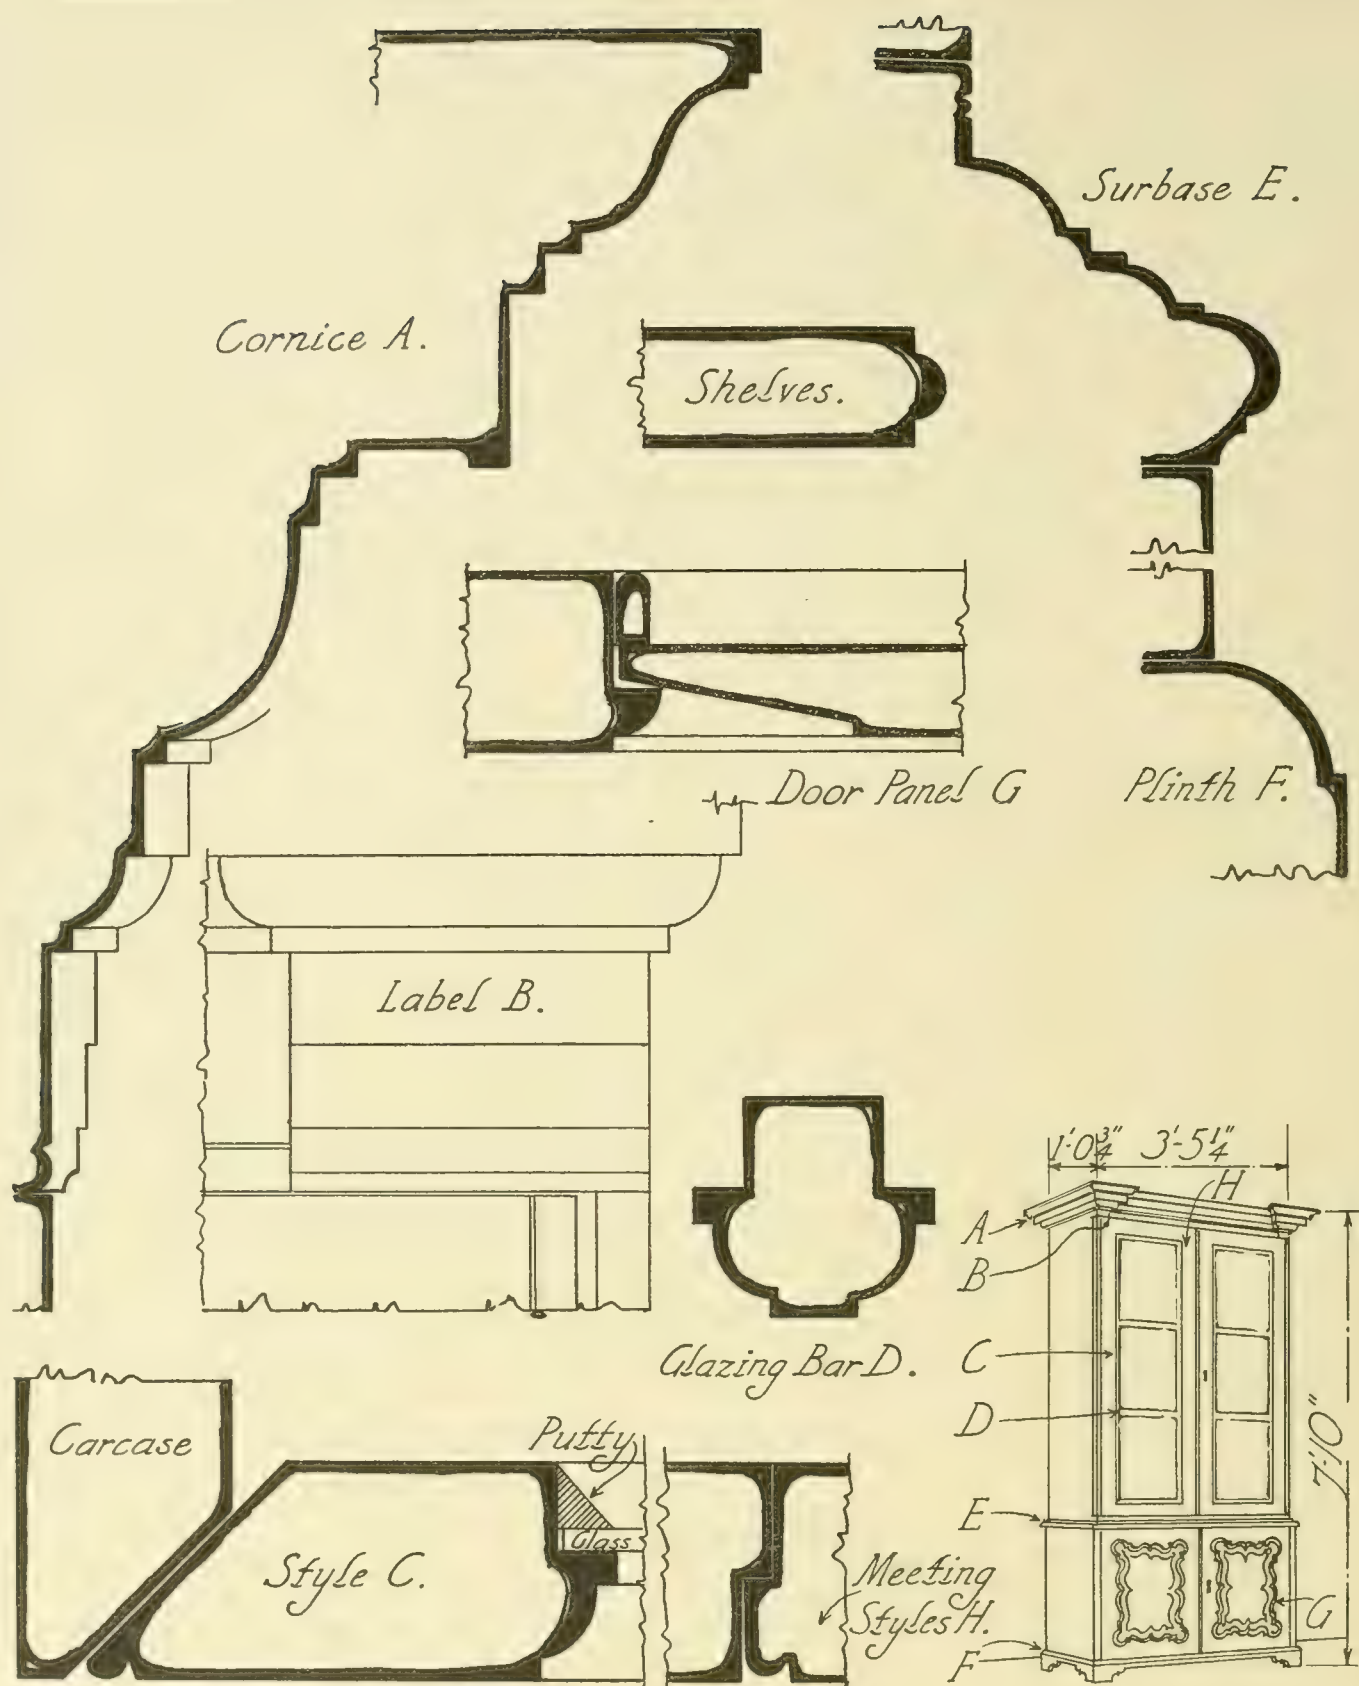 Surbase E.
Cornice A.
Shelves.
Door Panel G
Plinth F.
Label B.
Glazing Bar D.
1'-0¾" 3'-5¼"
H
A
B
C
D
E
F
G
7'-10"
Carcase
Putty
Glass
Style C.
Meeting
Styles H.